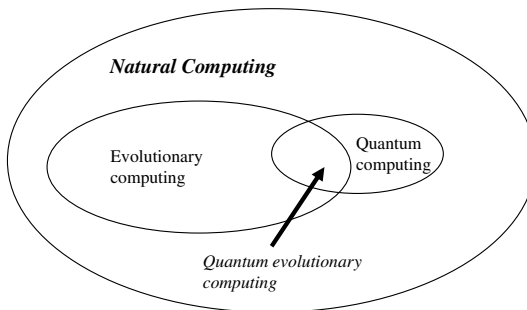 Natural Computing
Evolutionary
computing
Quantum
computing
Quantum evolutionary
computing